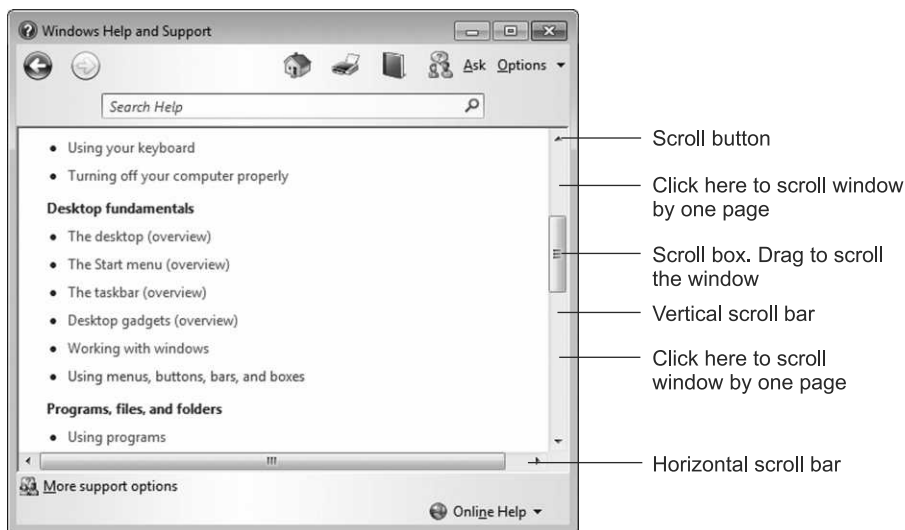 Windows Help and Support
Ask Options
Search Help
• Using your keyboard
• Turning off your computer properly
Desktop fundamentals
• The desktop (overview)
• The Start menu (overview)
• The taskbar (overview)
• Desktop gadgets (overview)
• Working with windows
• Using menus, buttons, bars, and boxes
Programs, files, and folders
• Using programs
More support options
Online Help
Scroll button
Click here to scroll window
by one page
Scroll box. Drag to scroll
the window
Vertical scroll bar
Click here to scroll
window by one page
Horizontal scroll bar